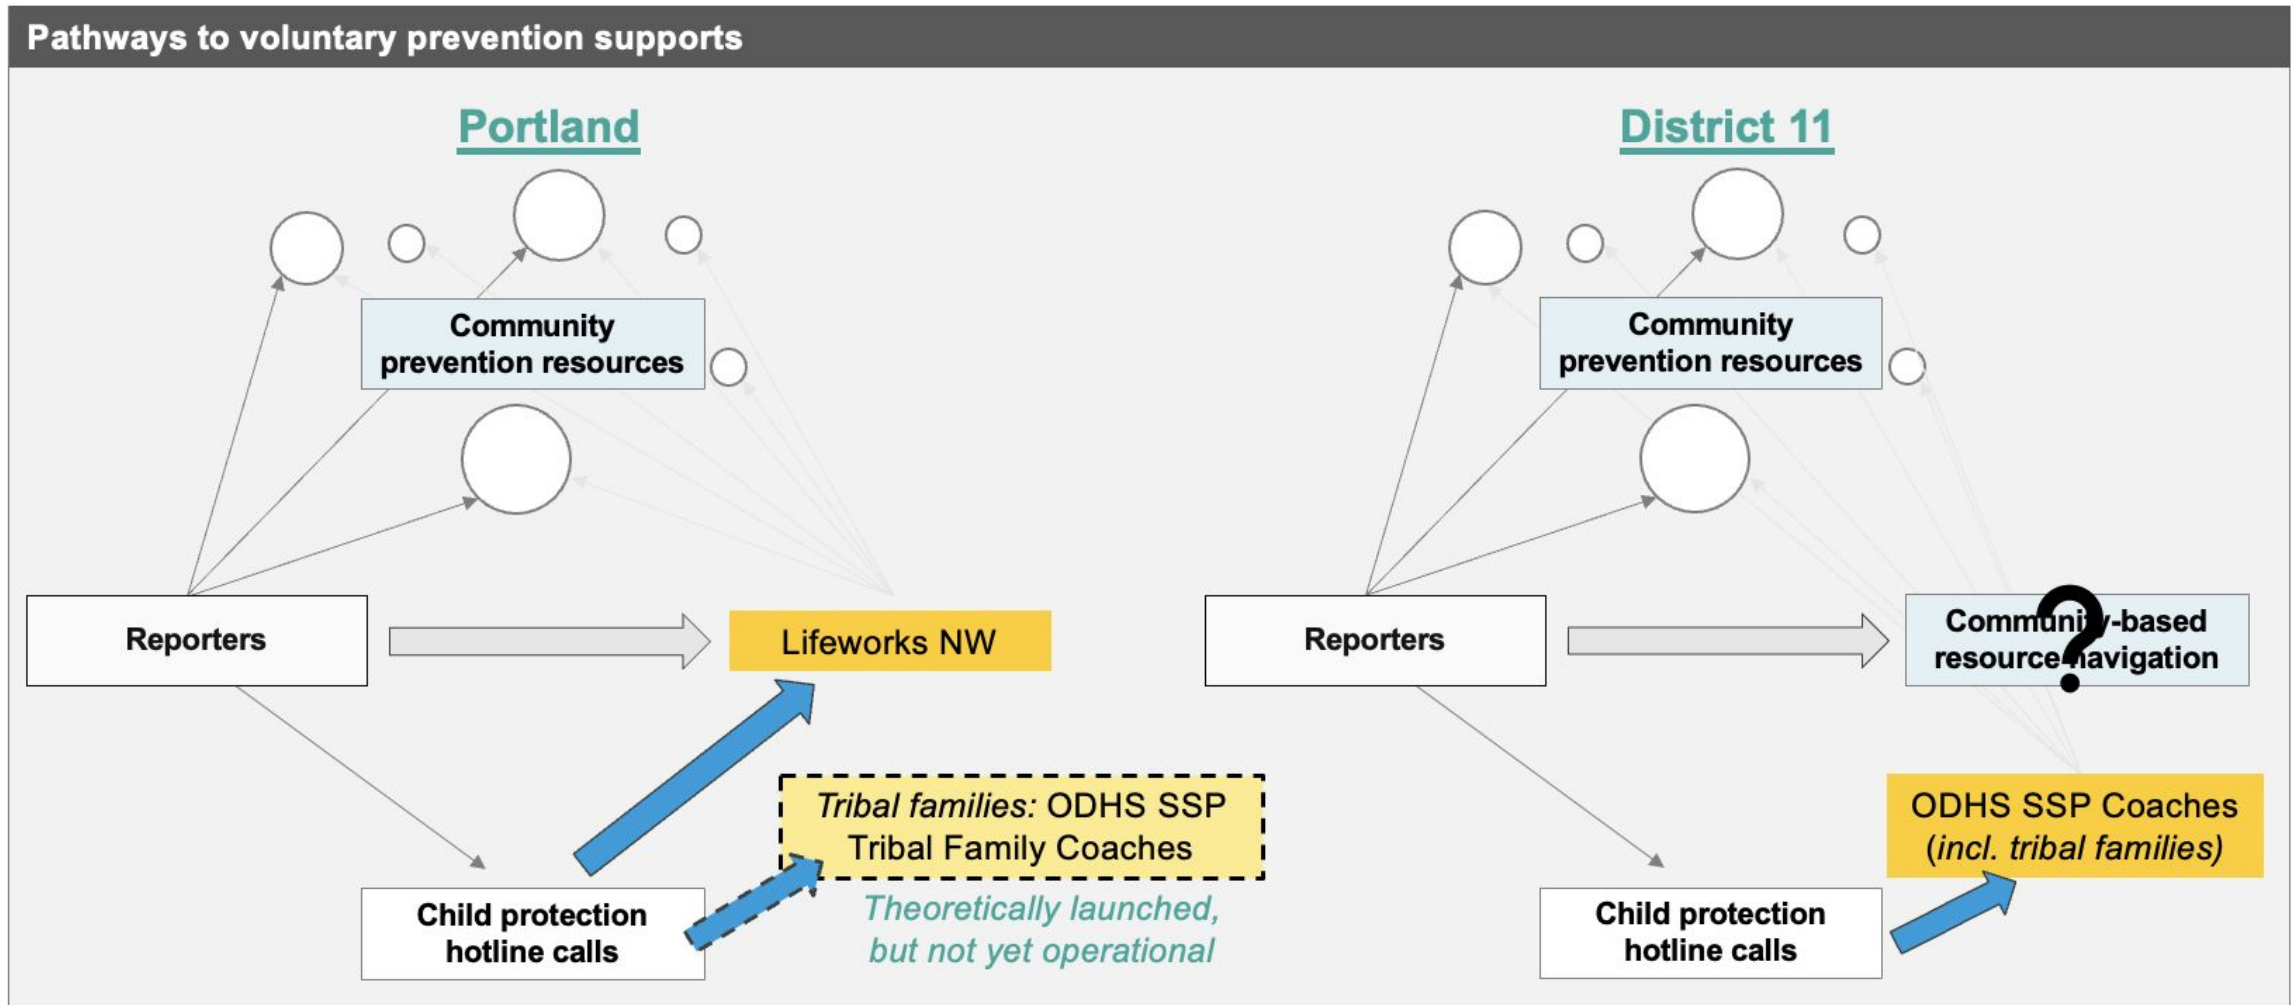 Pathways to voluntary prevention supports
Portland
Community
prevention resources
Reporters
Lifeworks NW
Tribal families: ODHS SSP
Tribal Family Coaches
Theoretically launched,
but not yet operational
Child protection
hotline calls
District 11
Community
prevention resources
Reporters
Community-based
resource navigation
?
ODHS SSP Coaches
(incl. tribal families)
Child protection
hotline calls